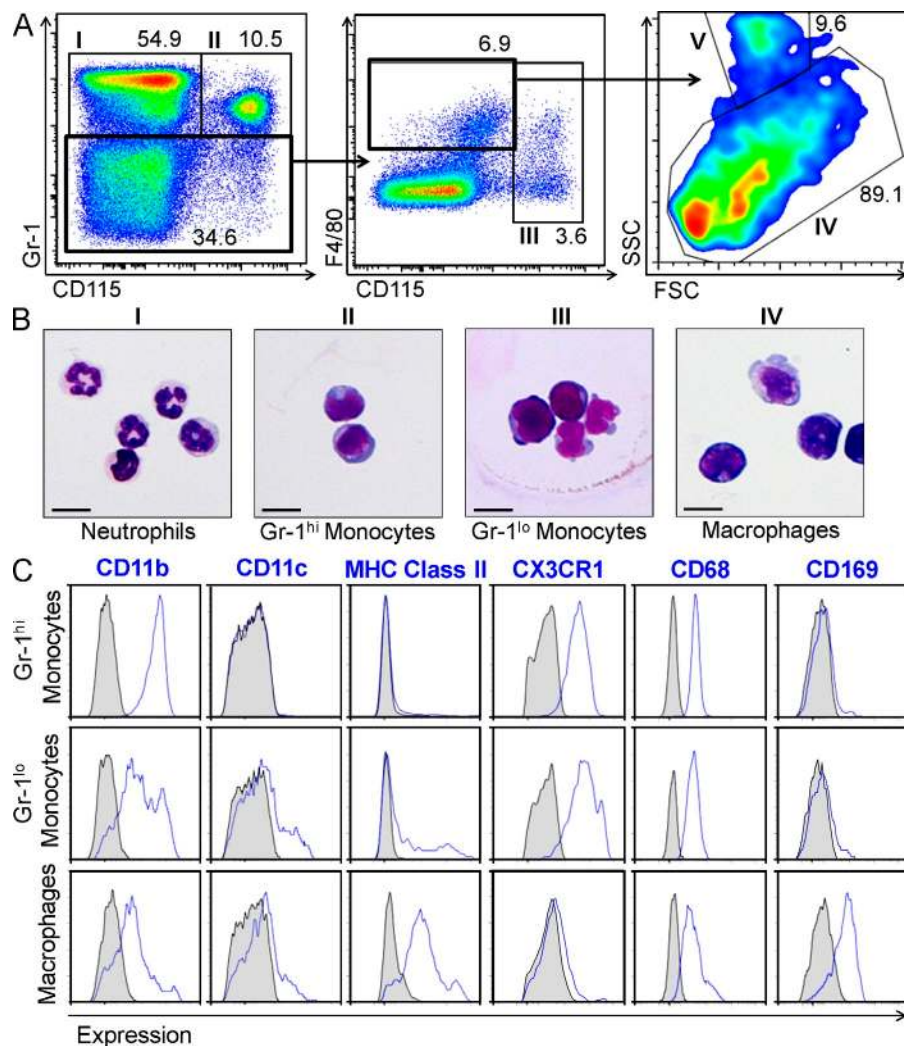 A
I 54.9 II 10.5
34.6
Gr-1
CD115
6.9
III 3.6
F4/80
CD115
V 9.6
89.1
IV
SSC
FSC
B
I II III IV
Neutrophils Gr-1hi Monocytes Gr-1lo Monocytes Macrophages
C
CD11b CD11c MHC Class II CX3CR1 CD68 CD169
Gr-1hi
Monocytes
Gr-1lo
Monocytes
Macrophages
Expression